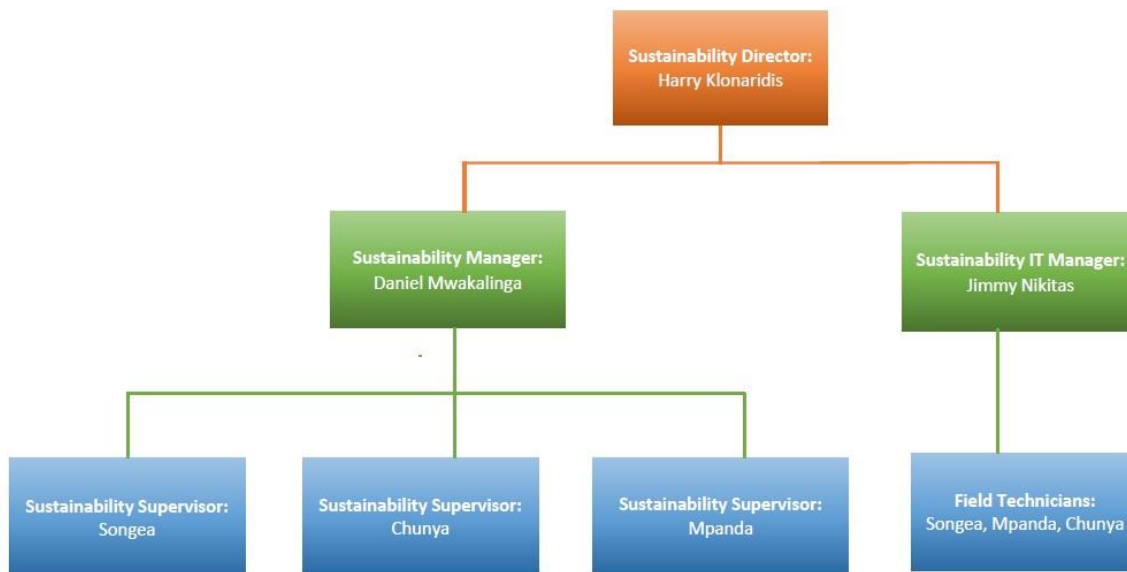 Sustainability Director:
Harry Klonaridis
Sustainability Manager:
Daniel Mwakalinga
Sustainability IT Manager:
Jimmy Nikitas
Sustainability Supervisor:
Songea
Sustainability Supervisor:
Chunya
Sustainability Supervisor:
Mpanda
Field Technicians:
Songea, Mpanda, Chunya